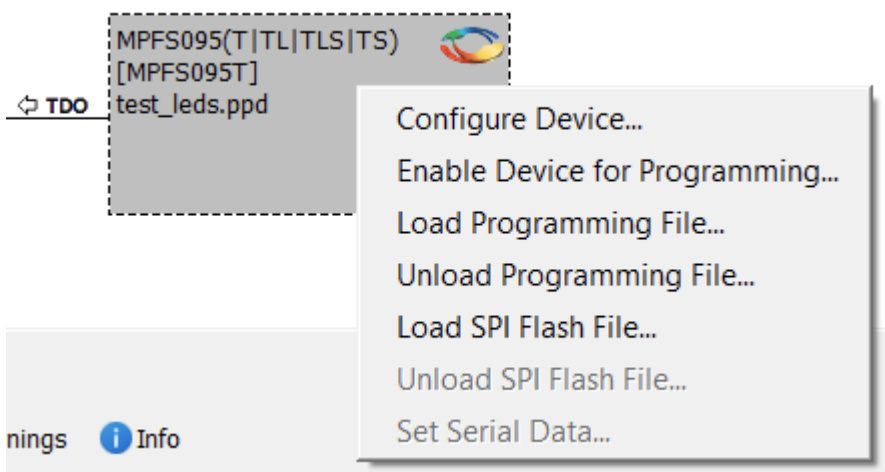 MPFS095(T|TL|TLS|TS)
[MPFS095T]
TDO test_leds.ppd
Configure Device...
Enable Device for Programming...
Load Programming File...
Unload Programming File...
Load SPI Flash File...
Unload SPI Flash File...
Set Serial Data...
nings Info